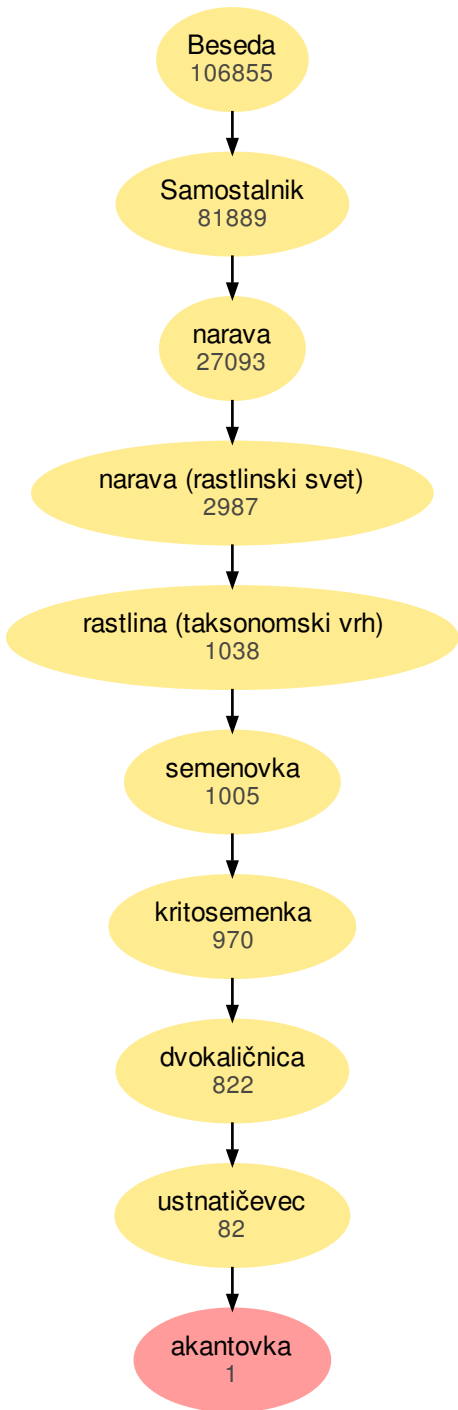 Beseda
106855
Samostalnik
81889
narava
27093
narava (rastlinski svet)
2987
rastlina (taksonomski vrh)
1038
semenovka
1005
kritosemenka
970
dvokaličnica
822
ustnatičevec
82
akantovka
1